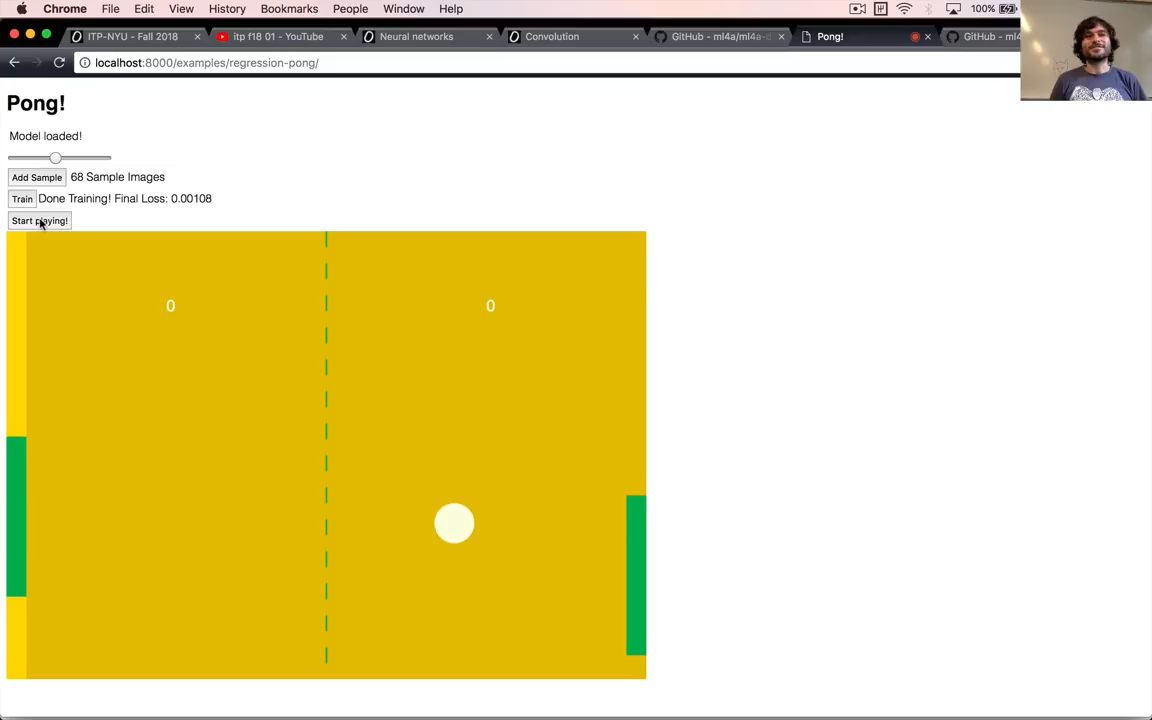 Chrome File Edit View History Bookmarks People Window Help 100%
ITP-NYU - Fall 2018
itp f18 01 - YouTube
Neural networks
Convolution
GitHub - ml4a/ml4a-
Pong!
GitHub - ml4
localhost:8000/examples/regression-pong/
Pong!
Model loaded!
Add Sample 68 Sample Images
Train Done Training! Final Loss: 0.00108
Start playing!
0 0